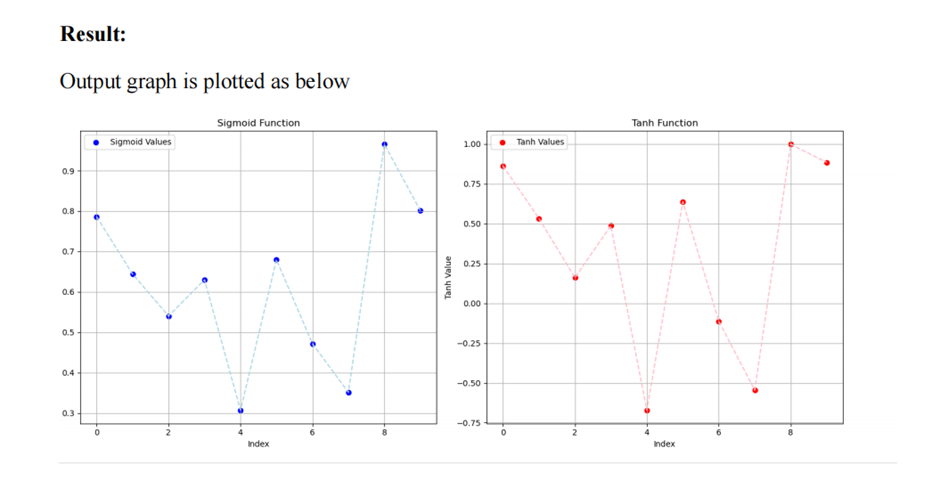 Result:
Output graph is plotted as below
Sigmoid Function
Sigmoid Values
0.9
0.8
0.7
0.6
0.5
0.4
0.3
0 2 4 6 8
Index
Tanh Function
Tanh Values
Tanh Value
1.00
0.75
0.50
0.25
0.00
−0.25
−0.50
−0.75
0 2 4 6 8
Index